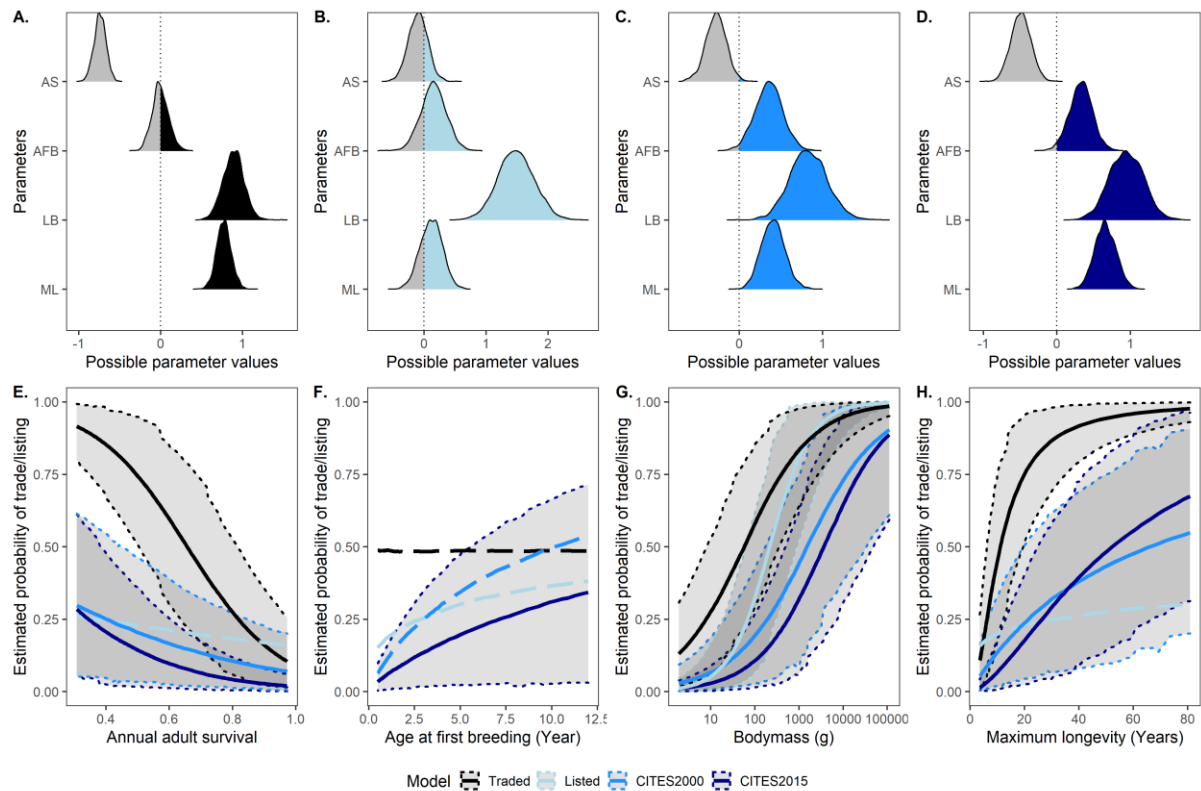 A. B. C. D.
AS AS AS AS
AFB AFB AFB AFB
LB LB LB LB
ML ML ML ML
Parameters Parameters Parameters Parameters
-1 0 1 0 1 2 0 1 -1 0 1
Possible parameter values Possible parameter values Possible parameter values Possible parameter values
E. F. G. H.
1.00 1.00 1.00 1.00
0.75 0.75 0.75 0.75
0.50 0.50 0.50 0.50
0.25 0.25 0.25 0.25
0.00 0.00 0.00 0.00
Estimated probability of trade/listing Estimated probability of trade/listing Estimated probability of trade/listing Estimated probability of trade/listing
0.4 0.6 0.8 1.0 0.0 2.5 5.0 7.5 10.0 12.5 10 100 1000 10000 100000 0 20 40 60 80
Annual adult survival Age at first breeding (Year) Bodymass (g) Maximum longevity (Years)
Model Traded Listed CITES2000 CITES2015